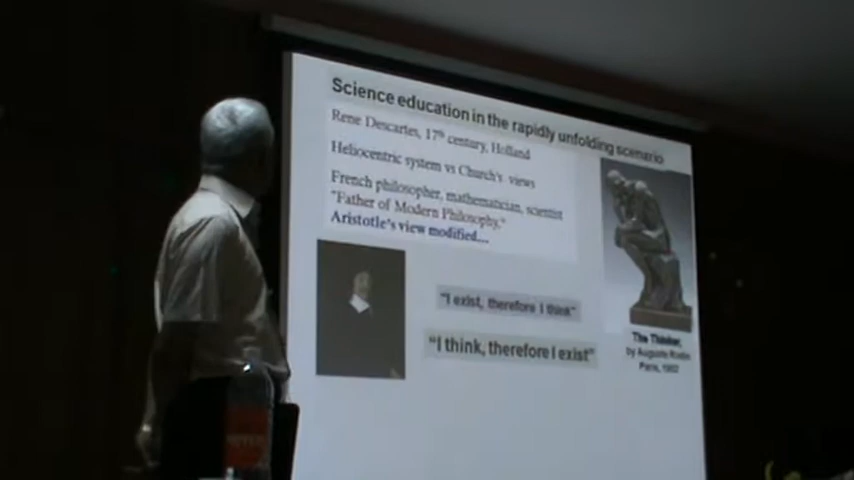 Science education in the rapidly unfolding scenario
Rene Descartes, 17th century, Holland
Heliocentric system vs Church's views
French philosopher, mathematician, scientist
"Father of Modern Philosophy,"
Aristotle's view modified...
"I exist, therefore I think"
"I think, therefore I exist"
The Thinker,
by Auguste Rodin
Paris, 1902